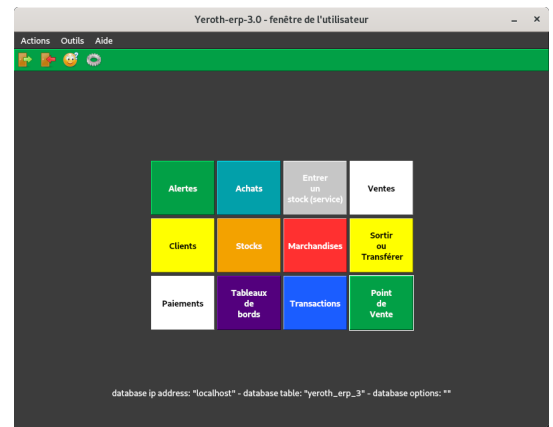 Yeroth-erp-3.0 - fenêtre de l'utilisateur
Actions Outils Aide
Alertes
Achats
Entrer
un
stock (service)
Ventes
Clients
Stocks
Marchandises
Sortir
ou
Transférer
Paiements
Tableaux
de
bords
Transactions
Point
de
Vente
database ip address: "localhost" - database table: "yeroth_erp_3" - database options: ""